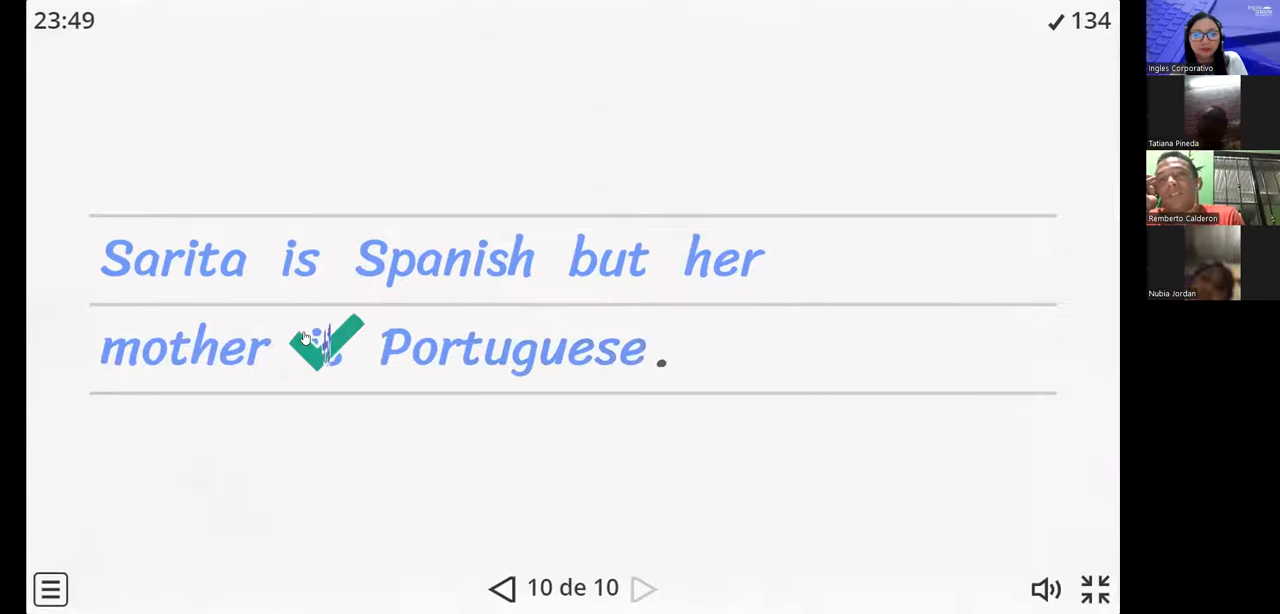 23:49
134
Sarita is Spanish but her
mother is Portuguese.
10 de 10
Ingles Corporativo
Tatiana Pineda
Remberto Calderon
Nubia Jordan